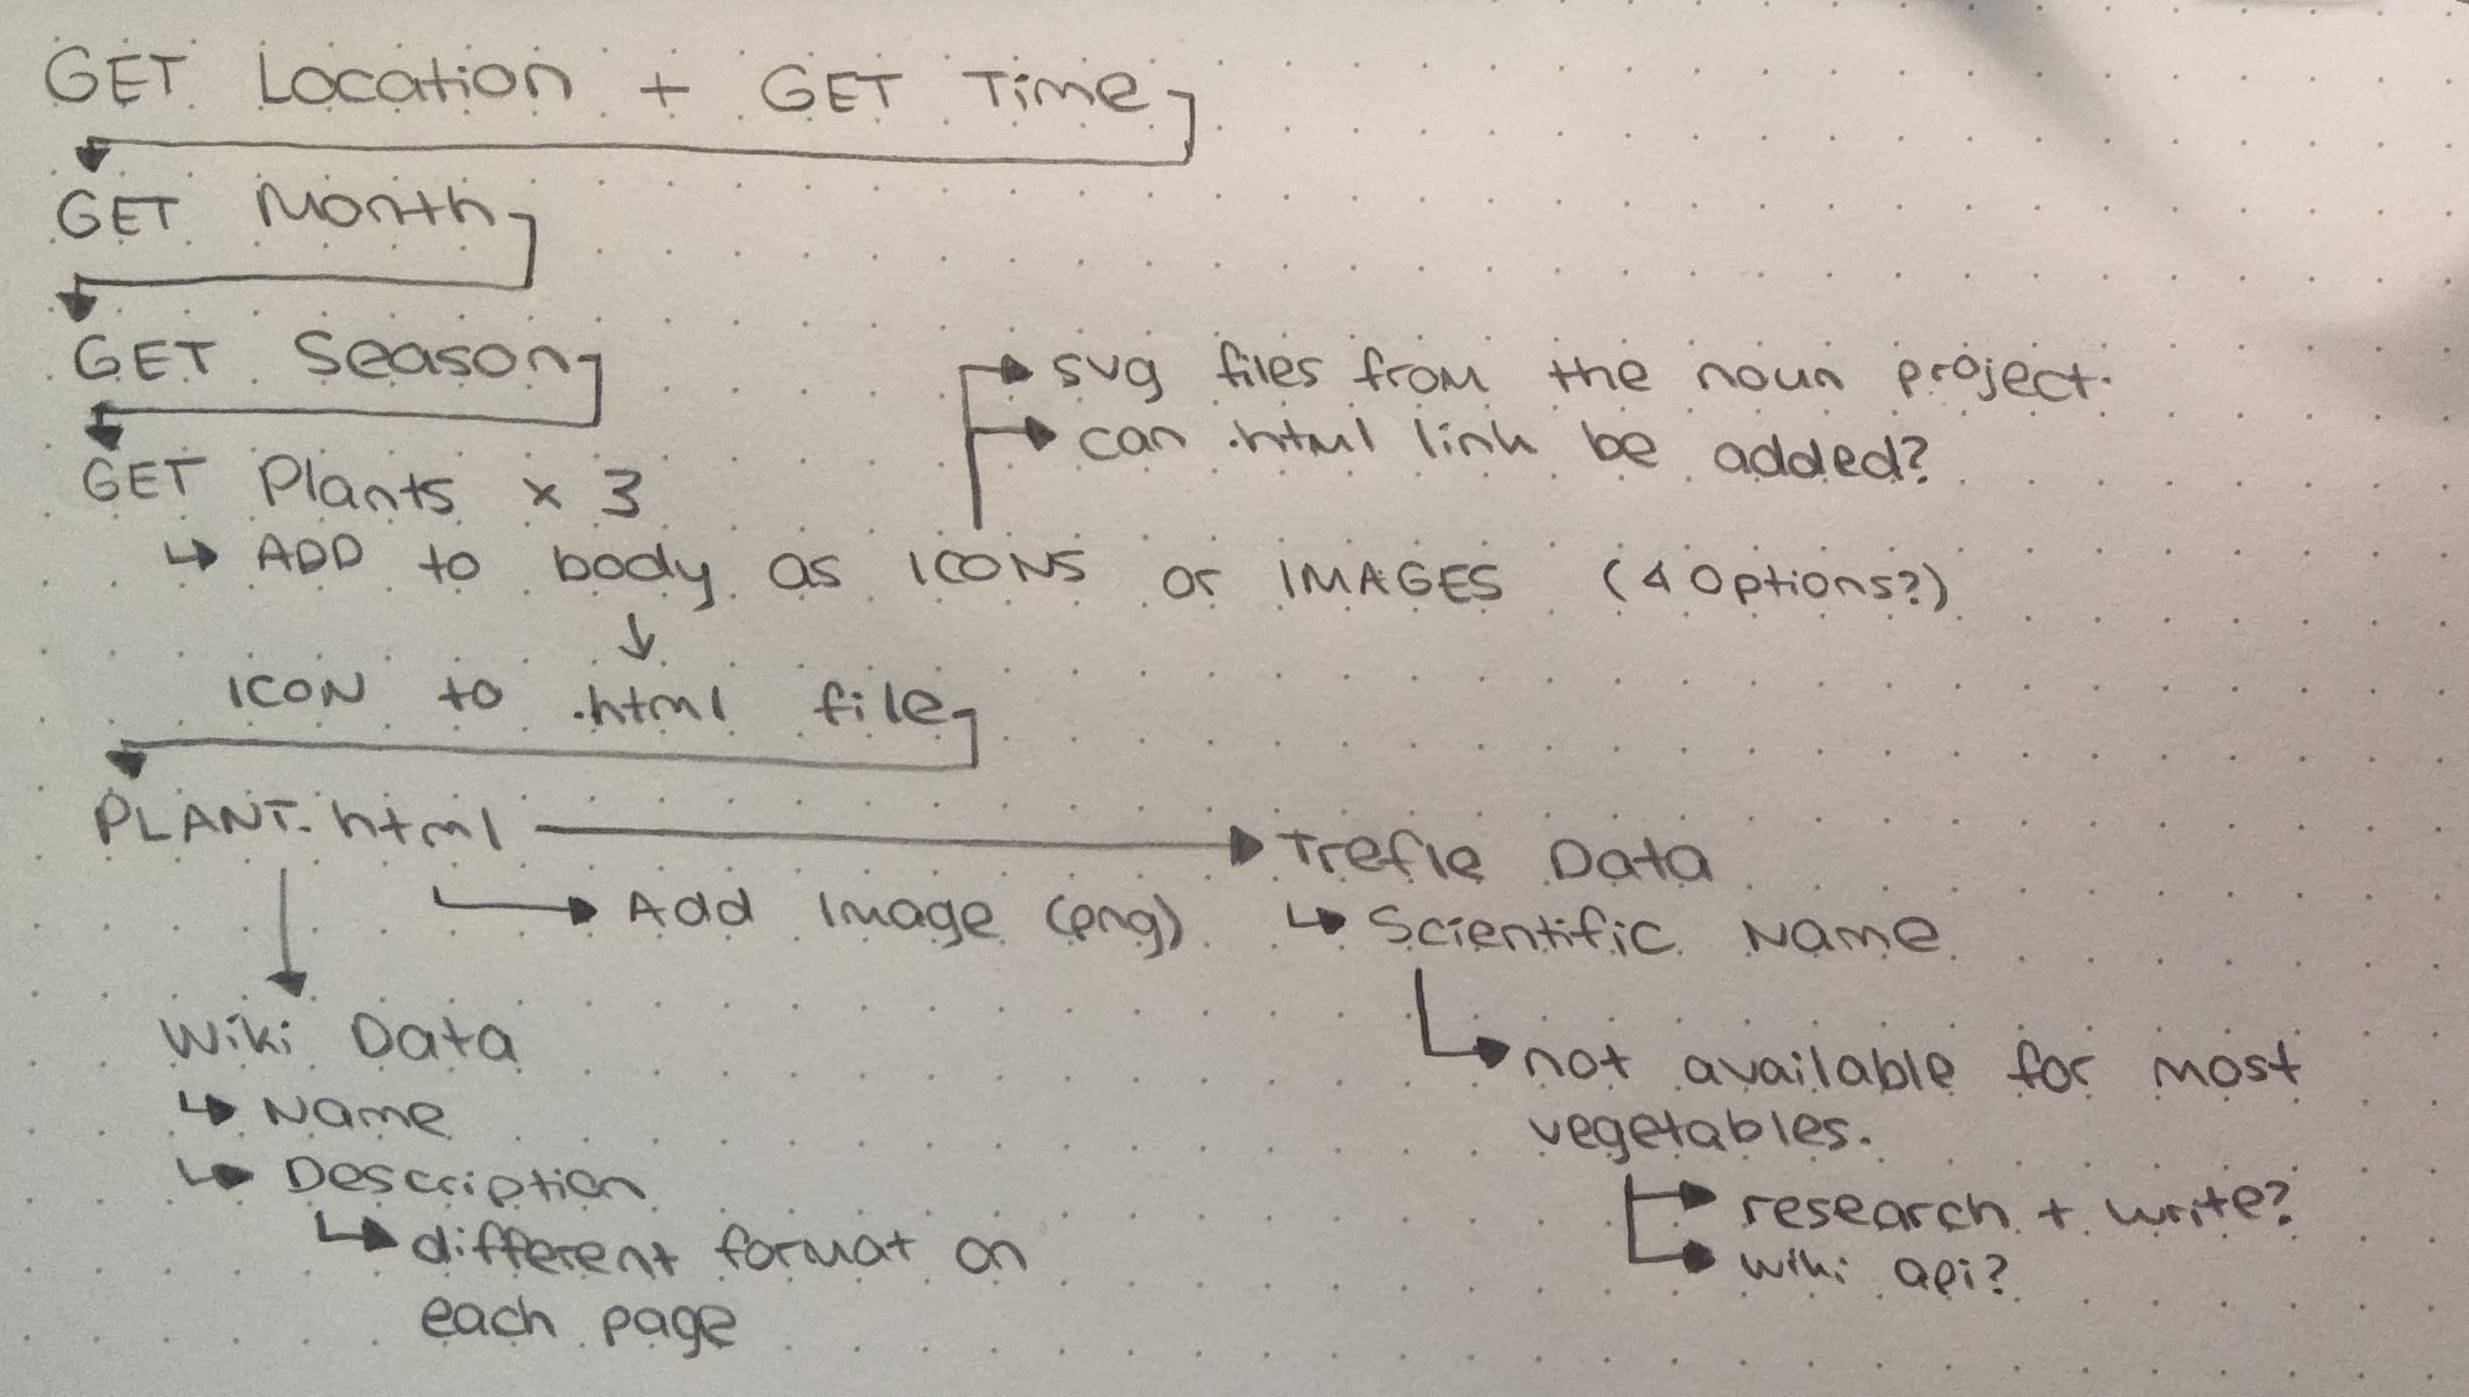 GET Location + GET Time
GET Month
GET Season
svg files from the noun project.
can .html link be added?
GET Plants x 3
ADD to body as ICONS or IMAGES (4 Options?)
ICON to .html file
PLANT.html
Trefle Data
Add Image (png)
Scientific Name
not available for most
vegetables.
research + write?
wiki api?
Wiki Data
Name
Description
different format on
each page